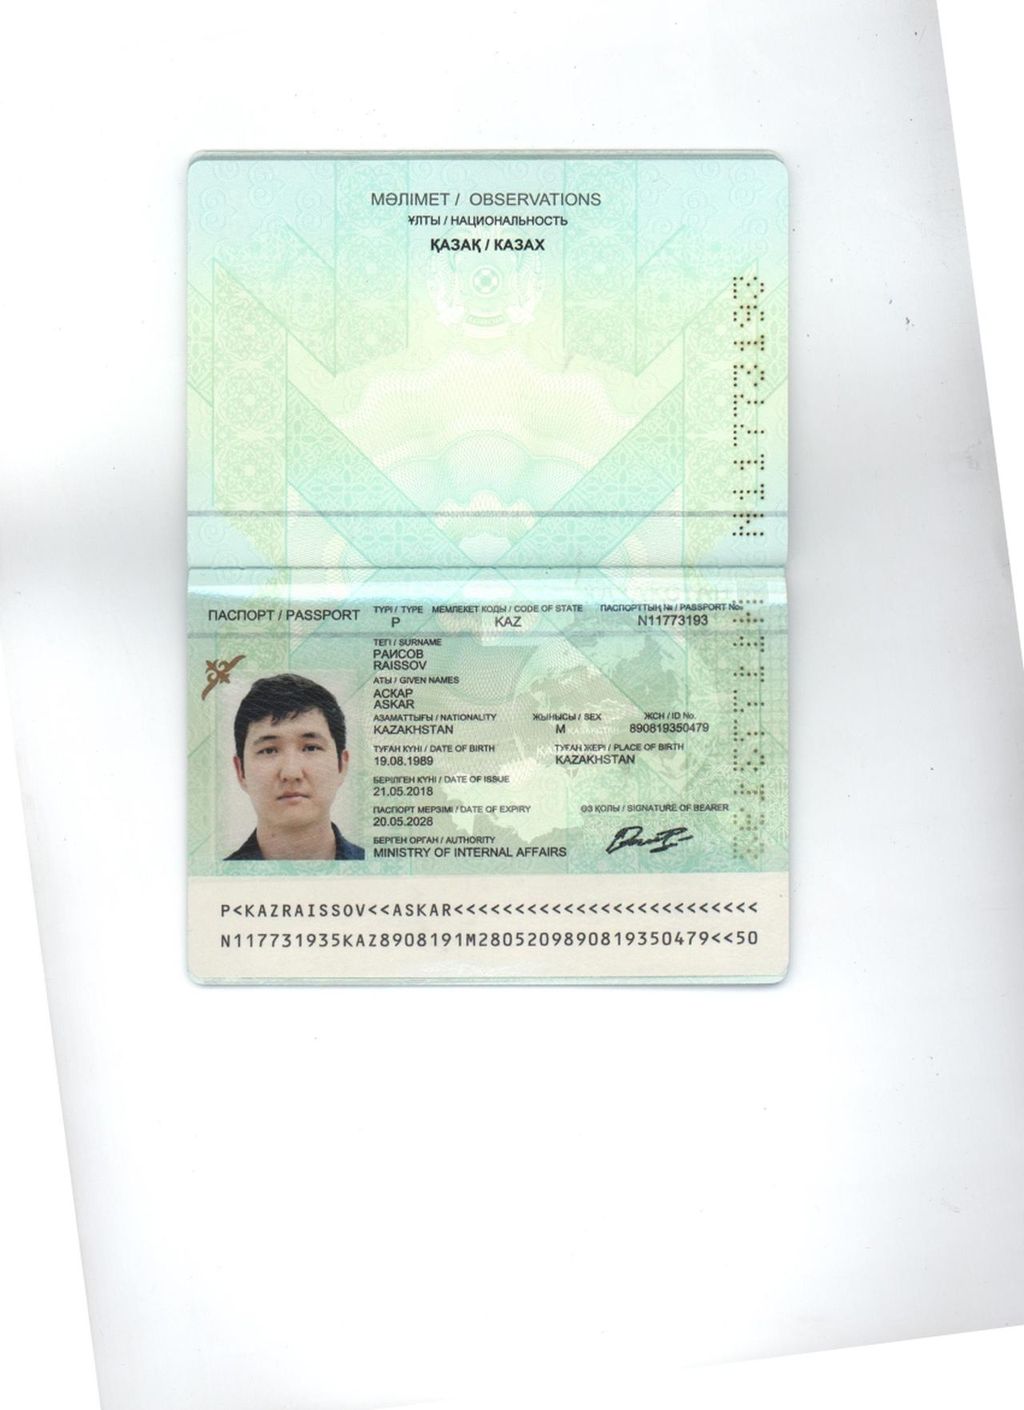 МӘЛІМЕТ / OBSERVATIONS
ҰЛТЫ / НАЦИОНАЛЬНОСТЬ
ҚАЗАҚ / КАЗАХ
N11773193
ПАСПОРТ / PASSPORT
ТҮРІ / TYPE МЕМЛЕКЕТ КОДЫ / CODE OF STATE ПАСПОРТТЫҢ № / PASSPORT No.
P KAZ N11773193
ТЕГІ / SURNAME
РАИСОВ
RAISSOV
АТЫ / GIVEN NAMES
АСКАР
ASKAR
АЗАМАТТЫҒЫ / NATIONALITY ЖЫНЫСЫ / SEX ЖСН / ID No.
KAZAKHSTAN M 890819350479
ТУҒАН КҮНІ / DATE OF BIRTH ТУҒАН ЖЕРІ / PLACE OF BIRTH
19.08.1989 KAZAKHSTAN
БЕРІЛГЕН КҮНІ / DATE OF ISSUE
21.05.2018
ПАСПОРТ МЕРЗІМІ / DATE OF EXPIRY ӨЗ ҚОЛЫ / SIGNATURE OF BEARER
20.05.2028
БЕРГЕН ОРГАН / AUTHORITY
MINISTRY OF INTERNAL AFFAIRS
P<KAZRAISSOV<<ASKAR<<<<<<<<<<<<<<<<<<<<<<<<<
N117731935KAZ8908191M2805209890819350479<<50